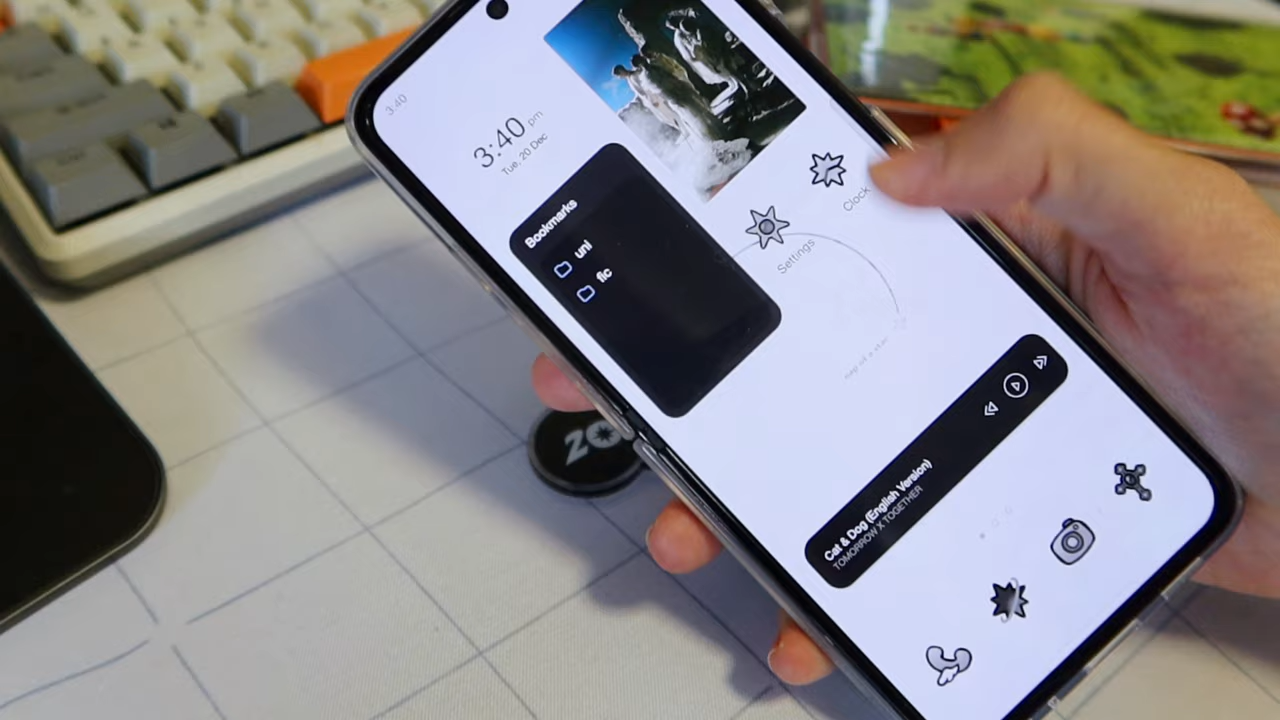 3:40
3:40 pm
Tue, 20 Dec
Bookmarks
uni
fic
Clock
Settings
Cat & Dog (English Version)
TOMORROW X TOGETHER